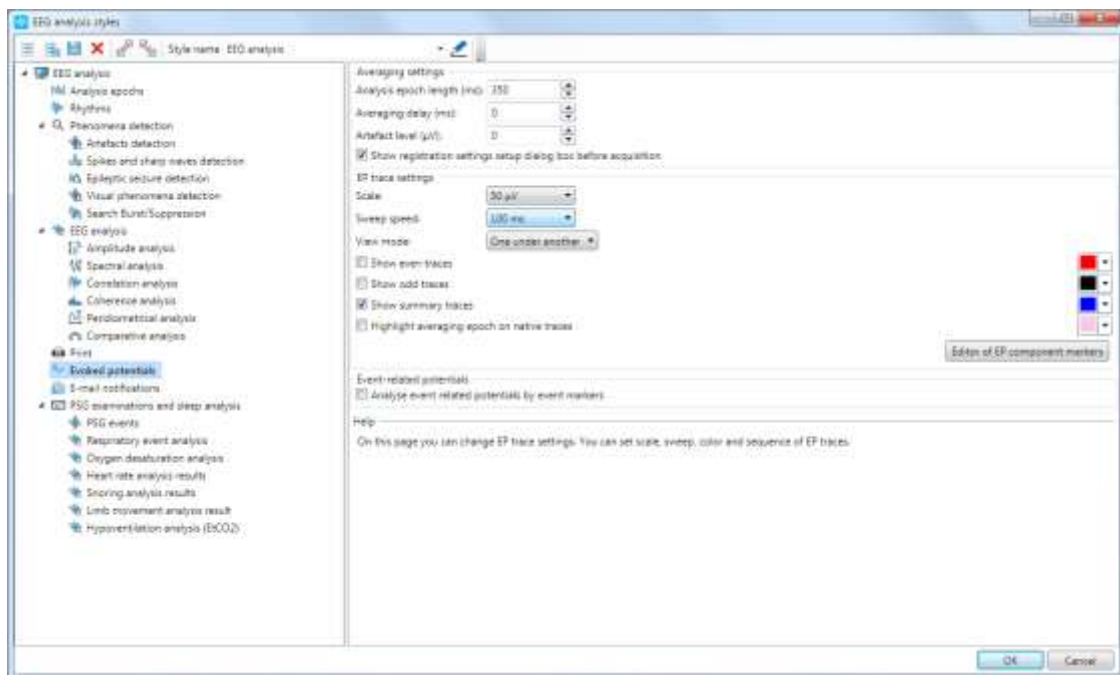 EEG analysis styles
Style name: EEG analysis
EEG analysis
Analysis epochs
Rhythms
Phenomena detection
Artefacts detection
Spikes and sharp waves detection
Epileptic seizure detection
Visual phenomena detection
Search Burst/Suppression
EEG analysis
Amplitude analysis
Spectral analysis
Correlation analysis
Coherence analysis
Periodometrical analysis
Comparative analysis
Print
Evoked potentials
E-mail notifications
PSG examinations and sleep analysis
PSG events
Respiratory event analysis
Oxygen desaturation analysis
Heart rate analysis results
Snoring analysis results
Limb movement analysis result
Hypoventilation analysis (EtCO2)
Averaging settings
Analysis epoch length (ms): 350
Averaging delay (ms): 0
Artefact level (µV): 0
Show registration settings setup dialog box before acquisition
EP trace settings
Scale: 50 µV
Sweep speed: 100 ms
View mode: One under another
Show even traces
Show odd traces
Show summary traces
Highlight averaging epoch on native traces
Editor of EP component markers
Event-related potentials
Analyse event related potentials by event markers
Help
On this page you can change EP trace settings. You can set scale, sweep, color and sequence of EP traces.
OK
Cancel